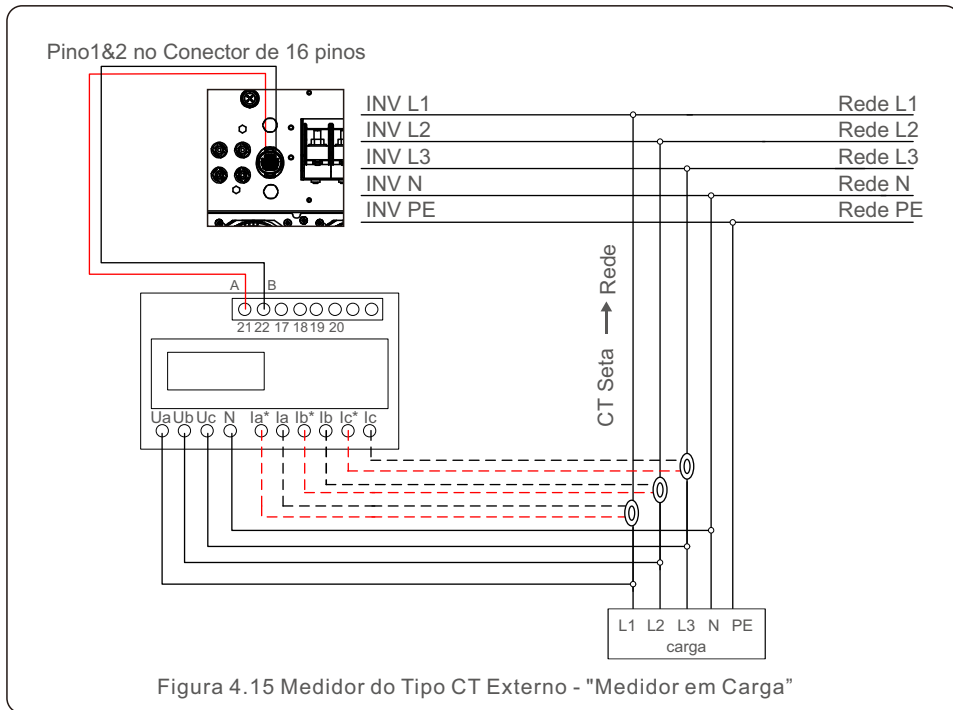 Pino1&2 no Conector de 16 pinos
INV L1 Rede L1
INV L2 Rede L2
INV L3 Rede L3
INV N Rede N
INV PE Rede PE
CT Seta → Rede
A B
21 22 17 18 19 20
Ua Ub Uc N Ia* Ia Ib* Ib Ic* Ic
L1 L2 L3 N PE
carga
Figura 4.15 Medidor do Tipo CT Externo - "Medidor em Carga”